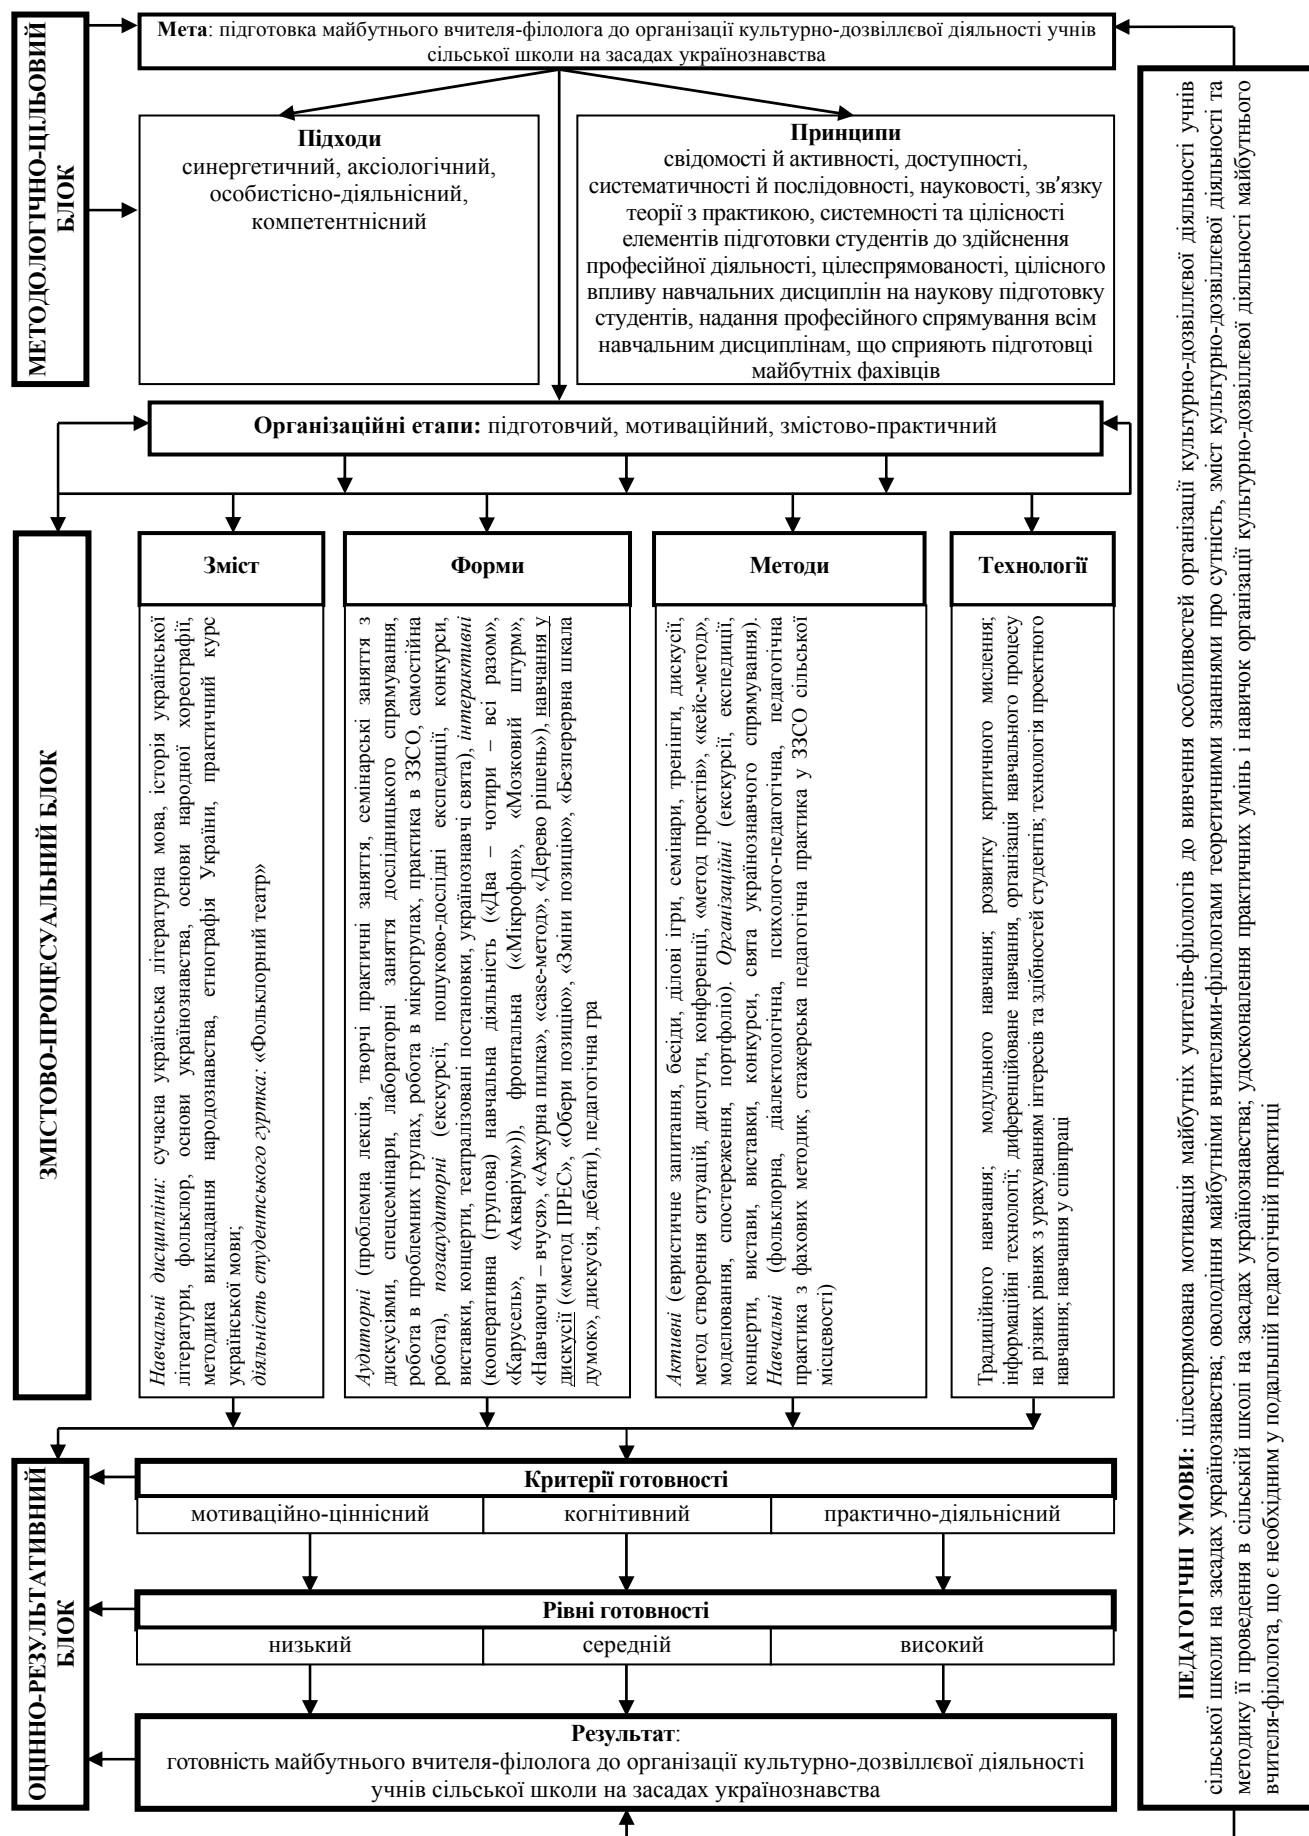 МЕТОДОЛОГІЧНО-ЦІЛЬОВИЙ
БЛОК
Мета: підготовка майбутнього вчителя-філолога до організації культурно-дозвіллєвої діяльності учнів
сільської школи на засадах українознавства
Підходи
синергетичний, аксіологічний,
особистісно-діяльнісний,
компетентнісний
Принципи
свідомості й активності, доступності,
систематичності й послідовності, науковості, зв'язку
теорії з практикою, системності та цілісності
елементів підготовки студентів до здійснення
професійної діяльності, цілеспрямованості, цілісного
впливу навчальних дисциплін на наукову підготовку
студентів, надання професійного спрямування всім
навчальним дисциплінам, що сприяють підготовці
майбутніх фахівців
Організаційні етапи: підготовчий, мотиваційний, змістово-практичний
ЗМІСТОВО-ПРОЦЕСУАЛЬНИЙ БЛОК
Зміст
Навчальні дисципліни: сучасна українська літературна мова, історія української
літератури, фольклор, основи українознавства, основи народної хореографії,
методика викладання народознавства, етнографія України, практичний курс
української мови;
діяльність студентського гуртка: «Фольклорний театр»
Форми
Аудиторні (проблемна лекція, творчі практичні заняття, семінарські заняття з
дискусіями, спецсемінари, лабораторні заняття дослідницького спрямування,
робота в проблемних групах, робота в мікрогрупах, практика в ЗЗСО, самостійна
робота), позааудиторні (екскурсії, пошуково-дослідні експедиції, конкурси,
виставки, концерти, театралізовані постановки, українознавчі свята), інтерактивні
(кооперативна (групова) навчальна діяльність («Два – чотири – всі разом»,
«Карусель», «Акваріум»)), фронтальна («Мікрофон», «Мозковий штурм»,
«Навчаючи – вчуся», «Ажурна пилка», «case-метод», «Дерево рішень»), навчання у
дискусії («метод ПРЕС», «Обери позицію», «Зміни позицію», «Безперервна шкала
думок», дискусія, дебати), педагогічна гра
Методи
Активні (евристичне запитання, бесіди, ділові ігри, семінари, тренінги, дискусії,
метод створення ситуацій, диспути, конференції, «метод проектів», «кейс-метод»,
моделювання, спостереження, портфоліо). Організаційні (екскурсії, експедиції,
концерти, вистави, виставки, конкурси, свята українознавчого спрямування).
Навчальні (фольклорна, діалектологічна, психолого-педагогічна, педагогічна
практика з фахових методик, стажерська педагогічна практика у ЗЗСО сільської
місцевості)
Технології
Традиційного навчання; модульного навчання; розвитку критичного мислення;
інформаційні технології; диференційоване навчання, організація навчального процесу
на різних рівнях з урахуванням інтересів та здібностей студентів; технологія проектного
навчання; навчання у співпраці
ОЦІННО-РЕЗУЛЬТАТИВНИЙ
БЛОК
Критерії готовності
мотиваційно-ціннісний
когнітивний
практично-діяльнісний
Рівні готовності
низький
середній
високий
Результат:
готовність майбутнього вчителя-філолога до організації культурно-дозвіллєвої діяльності
учнів сільської школи на засадах українознавства
ПЕДАГОГІЧНІ УМОВИ: цілеспрямована мотивація майбутніх учителів-філологів до вивчення особливостей організації культурно-дозвіллєвої діяльності учнів
сільської школи на засадах українознавства; оволодіння майбутніми вчителями-філологами теоретичними знаннями про сутність, зміст культурно-дозвіллєвої діяльності та
методику її проведення в сільській школі на засадах українознавства; удосконалення практичних умінь і навичок організації культурно-дозвіллєвої діяльності майбутнього
вчителя-філолога, що є необхідним у подальшій педагогічній практиці